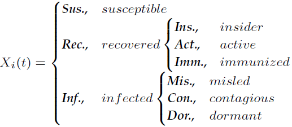 Sus., susceptible
Ins., insider
Rec., recovered Act., active
Imm., immunized
X_i(t) =
Mis., misled
Inf., infected Con., contagious
Dor., dormant